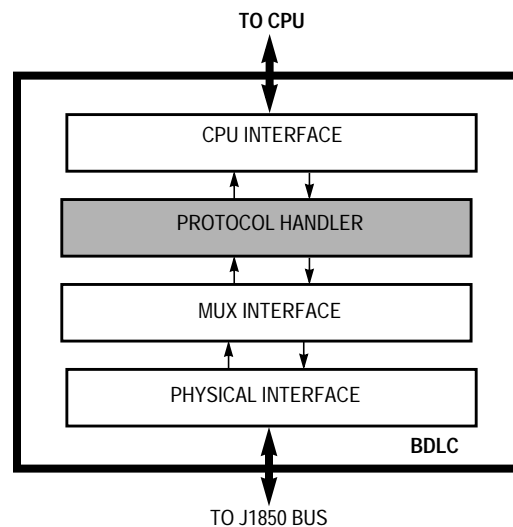 TO CPU
CPU INTERFACE
PROTOCOL HANDLER
MUX INTERFACE
PHYSICAL INTERFACE
BDLC
TO J1850 BUS